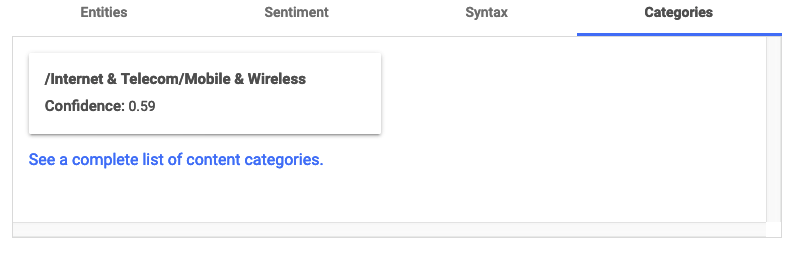 Entities Sentiment Syntax Categories
/Internet & Telecom/Mobile & Wireless
Confidence: 0.59
See a complete list of content categories.